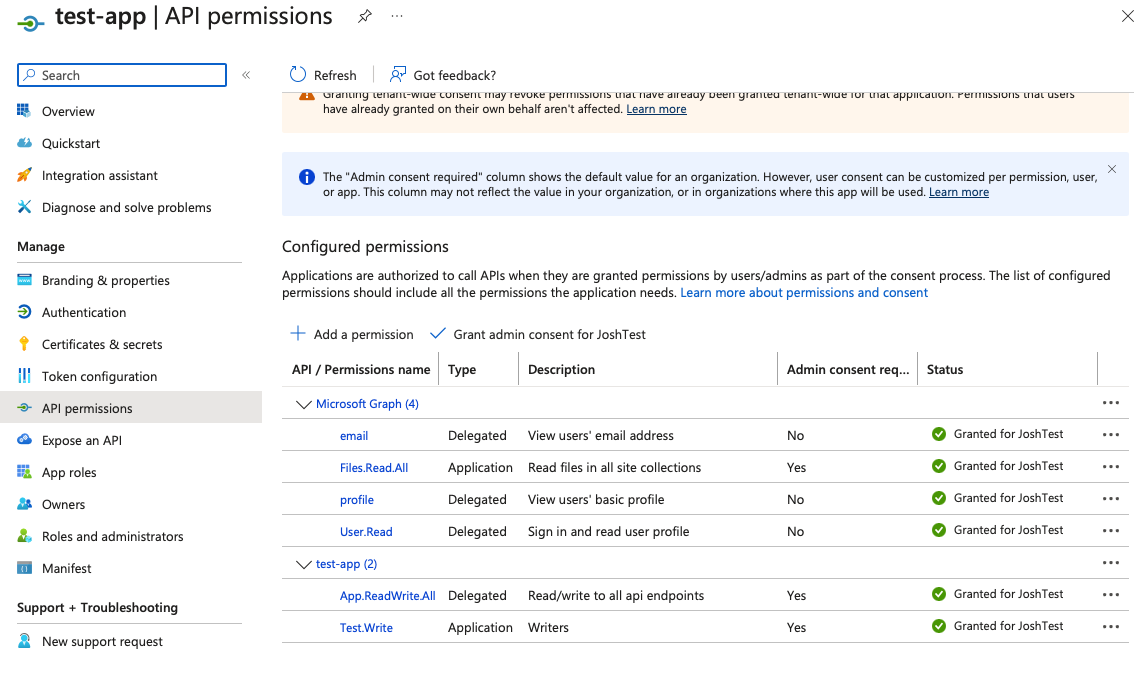 test-app | API permissions
Search
Refresh
Got feedback?
Granting tenant-wide consent may revoke permissions that have already been granted tenant-wide for that application. Permissions that users
have already granted on their own behalf aren't affected. Learn more
Overview
Quickstart
Integration assistant
Diagnose and solve problems
Manage
Branding & properties
Authentication
Certificates & secrets
Token configuration
API permissions
Expose an API
App roles
Owners
Roles and administrators
Manifest
Support + Troubleshooting
New support request
The "Admin consent required" column shows the default value for an organization. However, user consent can be customized per permission, user,
or app. This column may not reflect the value in your organization, or in organizations where this app will be used. Learn more
Configured permissions
Applications are authorized to call APIs when they are granted permissions by users/admins as part of the consent process. The list of configured
permissions should include all the permissions the application needs. Learn more about permissions and consent
Add a permission
Grant admin consent for JoshTest
API / Permissions name Type Description Admin consent req... Status
Microsoft Graph (4)
email Delegated View users' email address No Granted for JoshTest
Files.Read.All Application Read files in all site collections Yes Granted for JoshTest
profile Delegated View users' basic profile No Granted for JoshTest
User.Read Delegated Sign in and read user profile No Granted for JoshTest
test-app (2)
App.ReadWrite.All Delegated Read/write to all api endpoints Yes Granted for JoshTest
Test.Write Application Writers Yes Granted for JoshTest